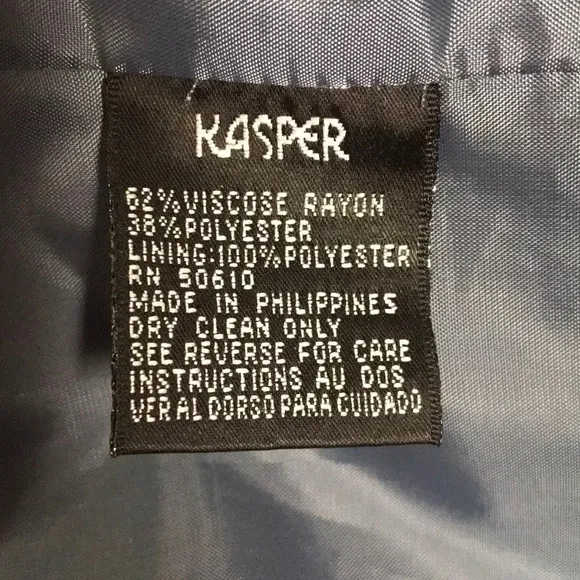 KASPER
62% VISCOSE RAYON
38% POLYESTER
LINING:100% POLYESTER
RN 50610
MADE IN PHILIPPINES
DRY CLEAN ONLY
SEE REVERSE FOR CARE
INSTRUCTIONS AU DOS
VER AL DORSO PARA CUIDADO